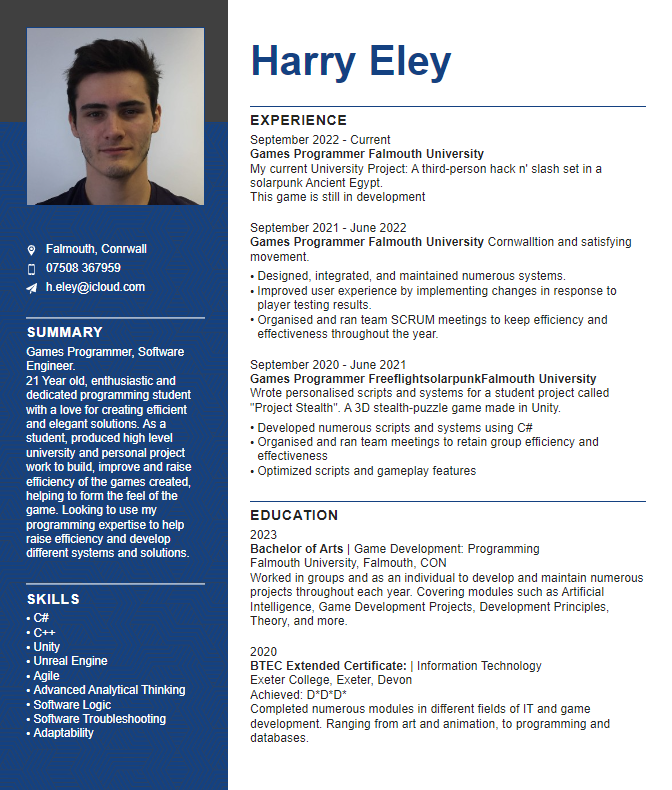 Harry Eley
Falmouth, Conrwall
07508 367959
h.eley@icloud.com
SUMMARY
Games Programmer, Software
Engineer.
21 Year old, enthusiastic and
dedicated programming student
with a love for creating efficient
and elegant solutions. As a
student, produced high level
university and personal project
work to build, improve and raise
efficiency of the games created,
helping to form the feel of the
game. Looking to use my
programming expertise to help
raise efficiency and develop
different systems and solutions.
SKILLS
• C#
• C++
• Unity
• Unreal Engine
• Agile
• Advanced Analytical Thinking
• Software Logic
• Software Troubleshooting
• Adaptability
EXPERIENCE
September 2022 - Current
Games Programmer Falmouth University
My current University Project: A third-person hack n' slash set in a
solarpunk Ancient Egypt.
This game is still in development
September 2021 - June 2022
Games Programmer Falmouth University Cornwalltion and satisfying
movement.
• Designed, integrated, and maintained numerous systems.
• Improved user experience by implementing changes in response to
player testing results.
• Organised and ran team SCRUM meetings to keep efficiency and
effectiveness throughout the year.
September 2020 - June 2021
Games Programmer FreeflightsolarpunkFalmouth University
Wrote personalised scripts and systems for a student project called
"Project Stealth". A 3D stealth-puzzle game made in Unity.
• Developed numerous scripts and systems using C#
• Organised and ran team meetings to retain group efficiency and
effectiveness
• Optimized scripts and gameplay features
EDUCATION
2023
Bachelor of Arts | Game Development: Programming
Falmouth University, Falmouth, CON
Worked in groups and as an individual to develop and maintain numerous
projects throughout each year. Covering modules such as Artificial
Intelligence, Game Development Projects, Development Principles,
Theory, and more.
2020
BTEC Extended Certificate: | Information Technology
Exeter College, Exeter, Devon
Achieved: D*D*D*
Completed numerous modules in different fields of IT and game
development. Ranging from art and animation, to programming and
databases.